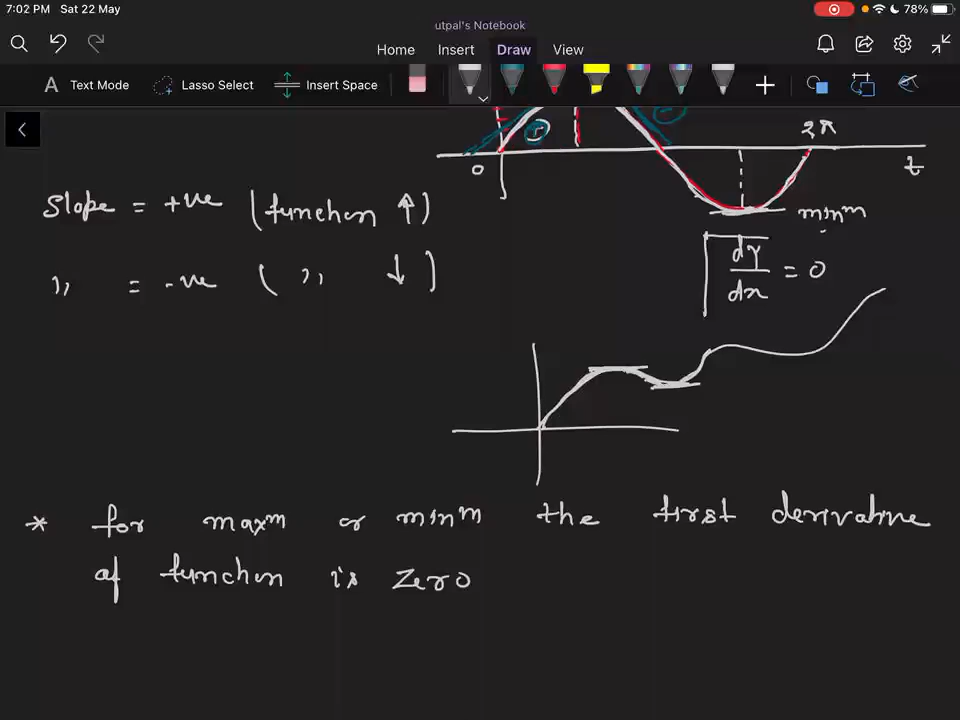 7:02 PM Sat 22 May
78%
utpal's Notebook
Home Insert Draw View
A Text Mode Lasso Select Insert Space
2π
0
t
Slope = +ve (function ↑)
,, = -ve ( ,, ↓)
minᵐ
dy/dx = 0
* for maxᵐ or minᵐ the first derivative
of function is zero